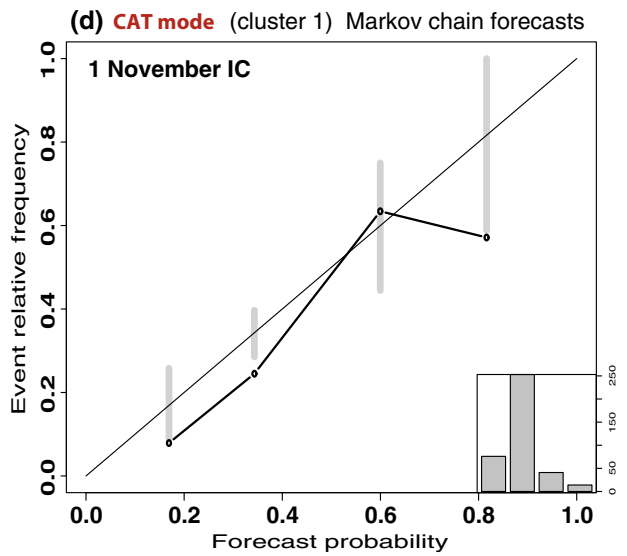 (d) CAT mode (cluster 1) Markov chain forecasts
1 November IC
Event relative frequency
0.0 0.2 0.4 0.6 0.8 1.0
0 50 150 250
0.0 0.2 0.4 0.6 0.8 1.0
Forecast probability